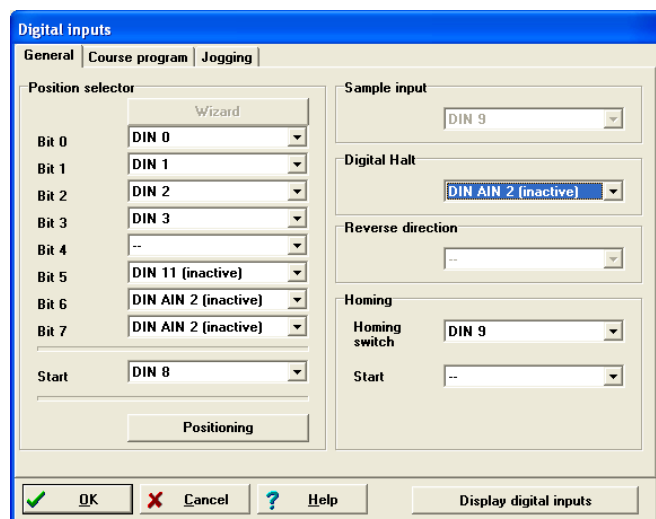 Digital inputs
General Course program Jogging
Position selector
Wizard
Bit 0 DIN 0
Bit 1 DIN 1
Bit 2 DIN 2
Bit 3 DIN 3
Bit 4 --
Bit 5 DIN 11 (inactive)
Bit 6 DIN AIN 2 (inactive)
Bit 7 DIN AIN 2 (inactive)
Start DIN 8
Positioning
Sample input
DIN 9
Digital Halt
DIN AIN 2 (inactive)
Reverse direction
--
Homing
Homing switch DIN 9
Start --
OK Cancel Help Display digital inputs